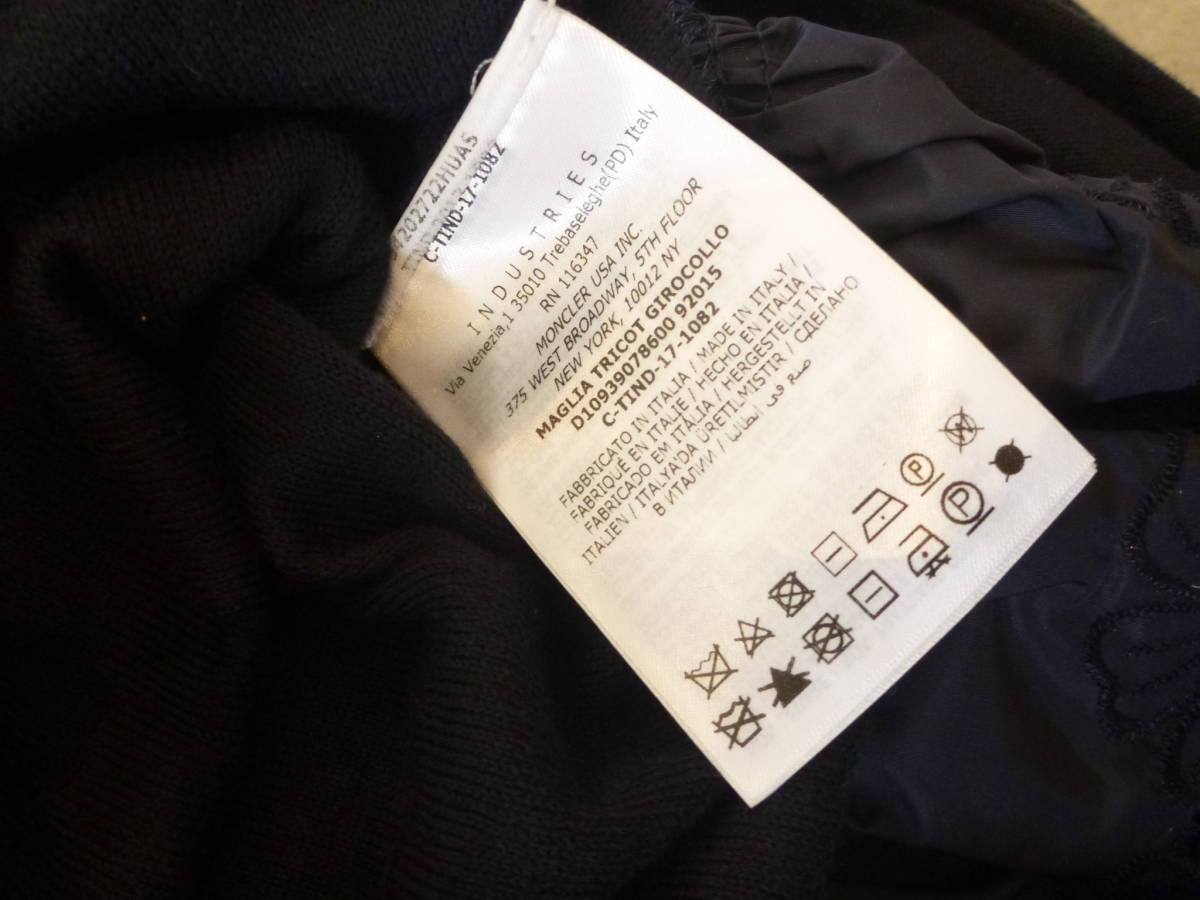 C-TIND-17-1082
INDUSTRIES
Via Venezia,1 35010 Trebaseleghe(PD) Italy
RN 116347
MONCLER USA INC.
375 WEST BROADWAY, 5TH FLOOR
NEW YORK, 10012 NY
MAGLIA TRICOT GIROCOLLO
D10939078600 92015
C-TIND-17-1082
FABBRICATO IN ITALIA / MADE IN ITALY /
FABRIQUÉ EN ITALIE / HECHO EN ITALIA /
FABRICADO EM ITÁLIA / HERGESTELLT IN
ITALIEN / ITALYA'DA ÜRETILMISTIR / СДЕЛАНО
В ИТАЛИИ / صنع في ايطاليا
P
P